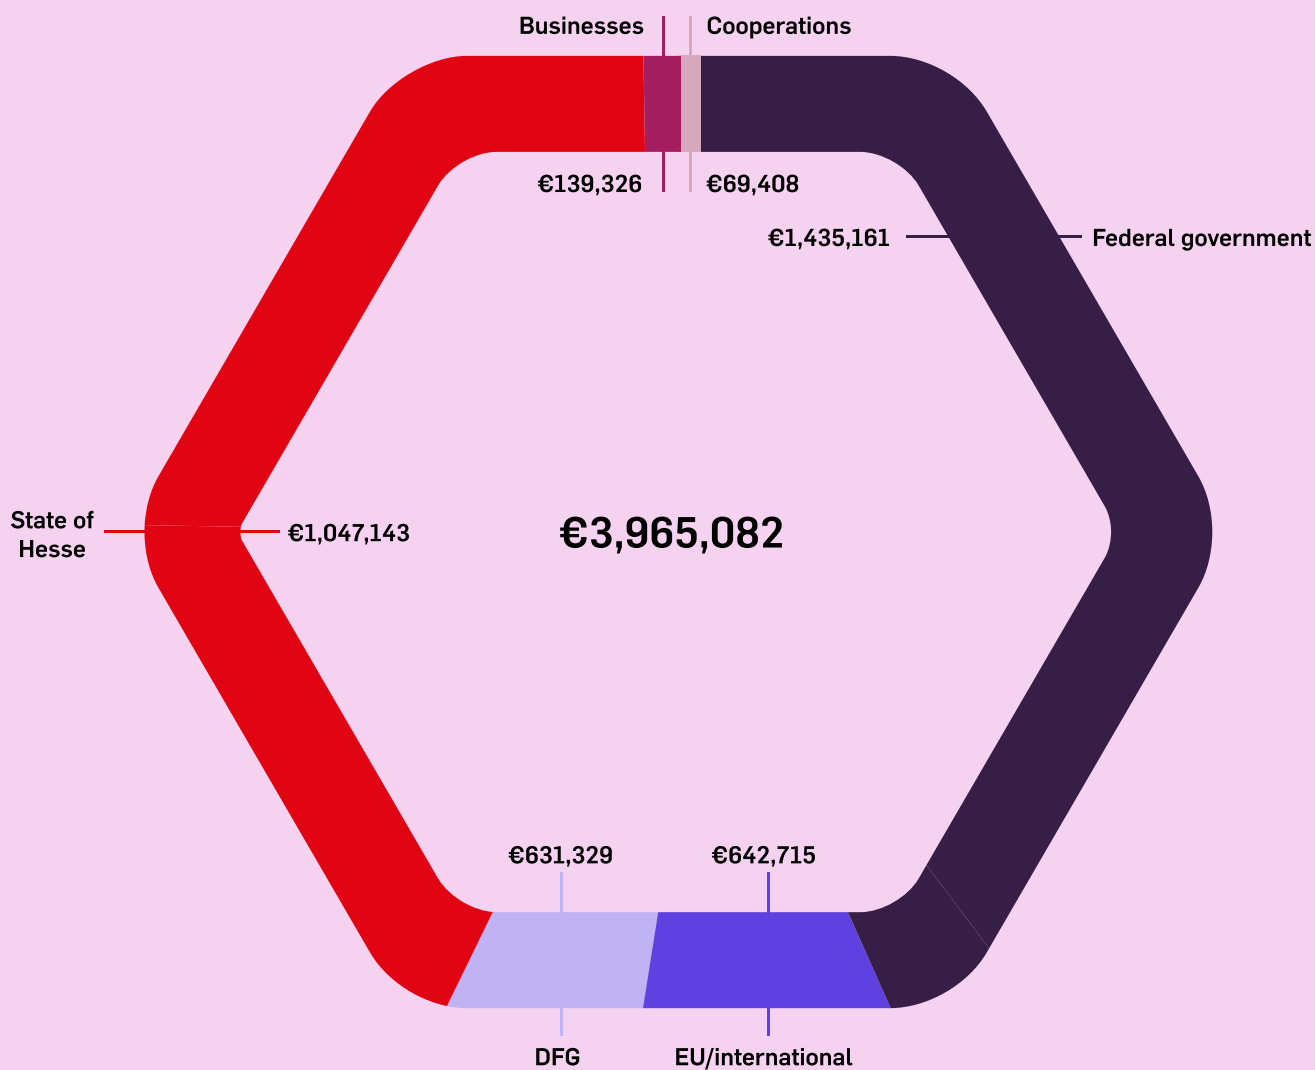 Businesses
Cooperations
€139,326
€69,408
€1,435,161
Federal government
State of
Hesse
€1,047,143
€3,965,082
€631,329
€642,715
DFG
EU/international